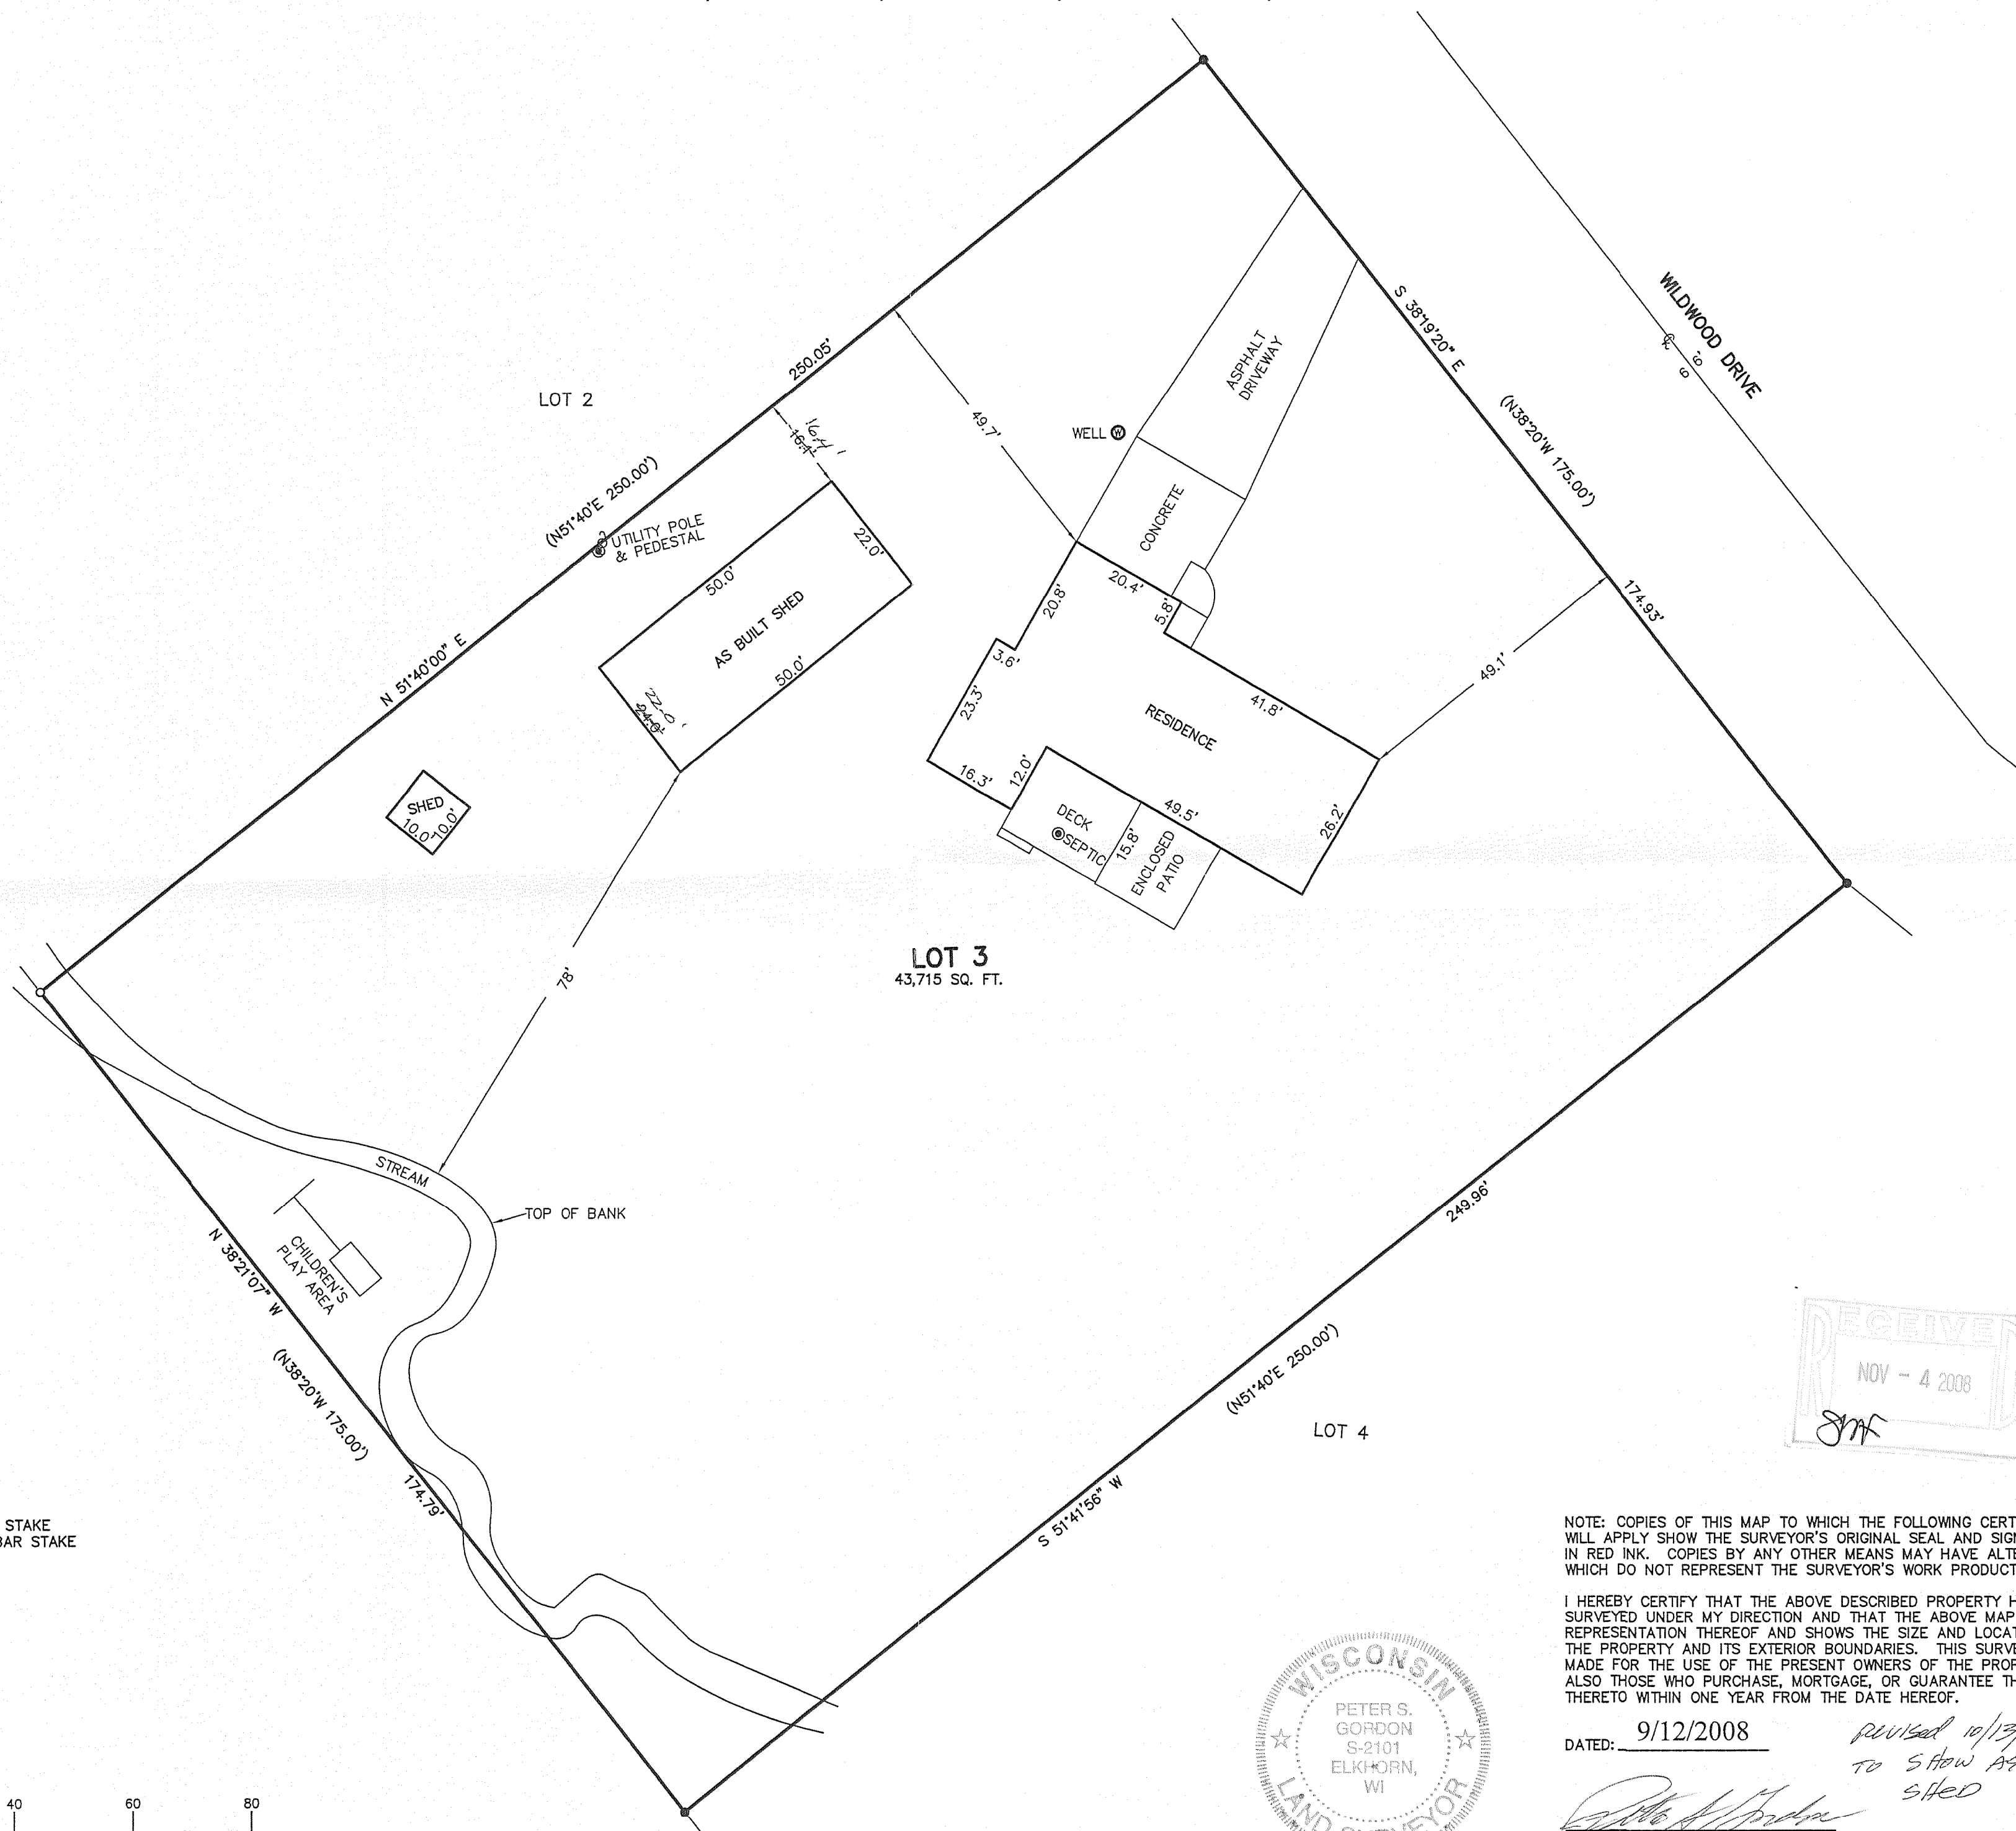 WILDWOOD DRIVE
66'
S 38°19'20" E
(N38°20'W 175.00')
174.93'
250.05'
LOT 2
(N51°40'E 250.00')
N 51°40'00" E
UTILITY POLE
& PEDESTAL
16.4'
49.7'
WELL W
ASPHALT
DRIVEWAY
CONCRETE
50.0'
22.0'
AS BUILT SHED
50.0'
24.0'
22.0'
20.4'
20.8'
5.8'
3.6'
23.3'
41.8'
49.1'
RESIDENCE
16.3'
12.0'
49.5'
26.2'
DECK
SEPTIC
15.8'
ENCLOSED
PATIO
SHED
10.0'
10.0'
78'
LOT 3
43,715 SQ. FT.
STREAM
TOP OF BANK
CHILDREN'S
PLAY AREA
N 38°21'07" W
(N38°20'W 175.00')
174.79'
249.96'
(N51°40'E 250.00')
S 51°41'56" W
LOT 4
RECEIVED
NOV - 4 2008
STAKE
BAR STAKE
40 60 80
WISCONSIN
PETER S.
GORDON
S-2101
ELKHORN,
WI
LAND SURVEYOR
NOTE: COPIES OF THIS MAP TO WHICH THE FOLLOWING CERT
WILL APPLY SHOW THE SURVEYOR'S ORIGINAL SEAL AND SIG
IN RED INK. COPIES BY ANY OTHER MEANS MAY HAVE ALTE
WHICH DO NOT REPRESENT THE SURVEYOR'S WORK PRODUCT
I HEREBY CERTIFY THAT THE ABOVE DESCRIBED PROPERTY H
SURVEYED UNDER MY DIRECTION AND THAT THE ABOVE MAP
REPRESENTATION THEREOF AND SHOWS THE SIZE AND LOCAT
THE PROPERTY AND ITS EXTERIOR BOUNDARIES. THIS SURVE
MADE FOR THE USE OF THE PRESENT OWNERS OF THE PROP
ALSO THOSE WHO PURCHASE, MORTGAGE, OR GUARANTEE TH
THERETO WITHIN ONE YEAR FROM THE DATE HEREOF.
DATED: 9/12/2008
Revised 10/13/
TO SHOW AS
SHED